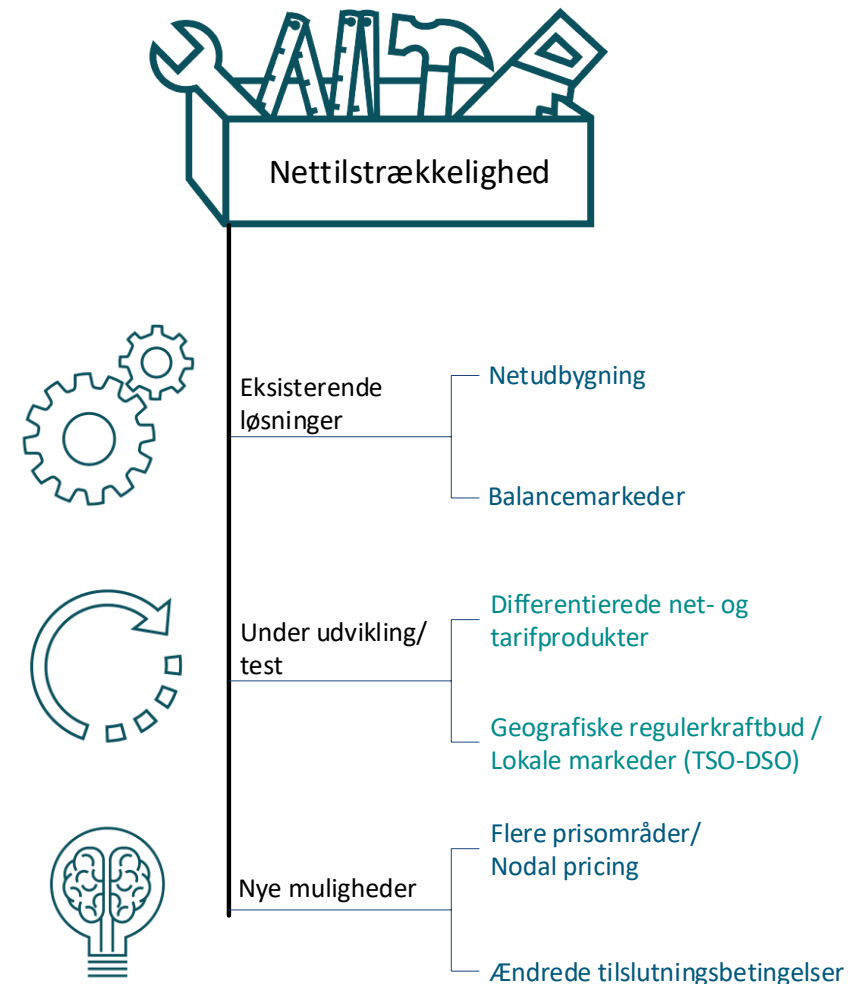 Nettilstrækkelighed
Eksisterende
løsninger
Netudbygning
Balancemarkeder
Under udvikling/
test
Differentierede net- og
tarifprodukter
Geografiske regulerkraftbud /
Lokale markeder (TSO-DSO)
Nye muligheder
Flere prisområder/
Nodal pricing
Ændrede tilslutningsbetingelser